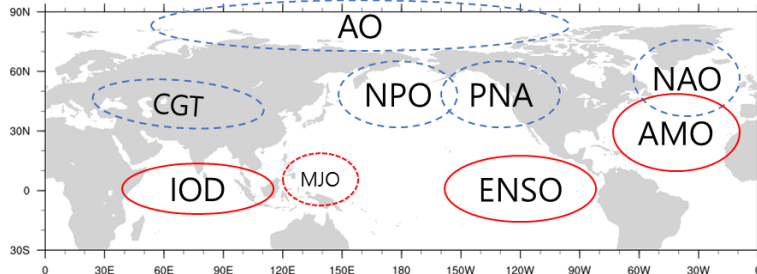 90N
AO
60N
CGT
NPO
PNA
NAO
30N
AMO
0
IOD
MJO
ENSO
30S
0
30E
60E
90E
120E
150E
180
150W
120W
90W
60W
30W
0